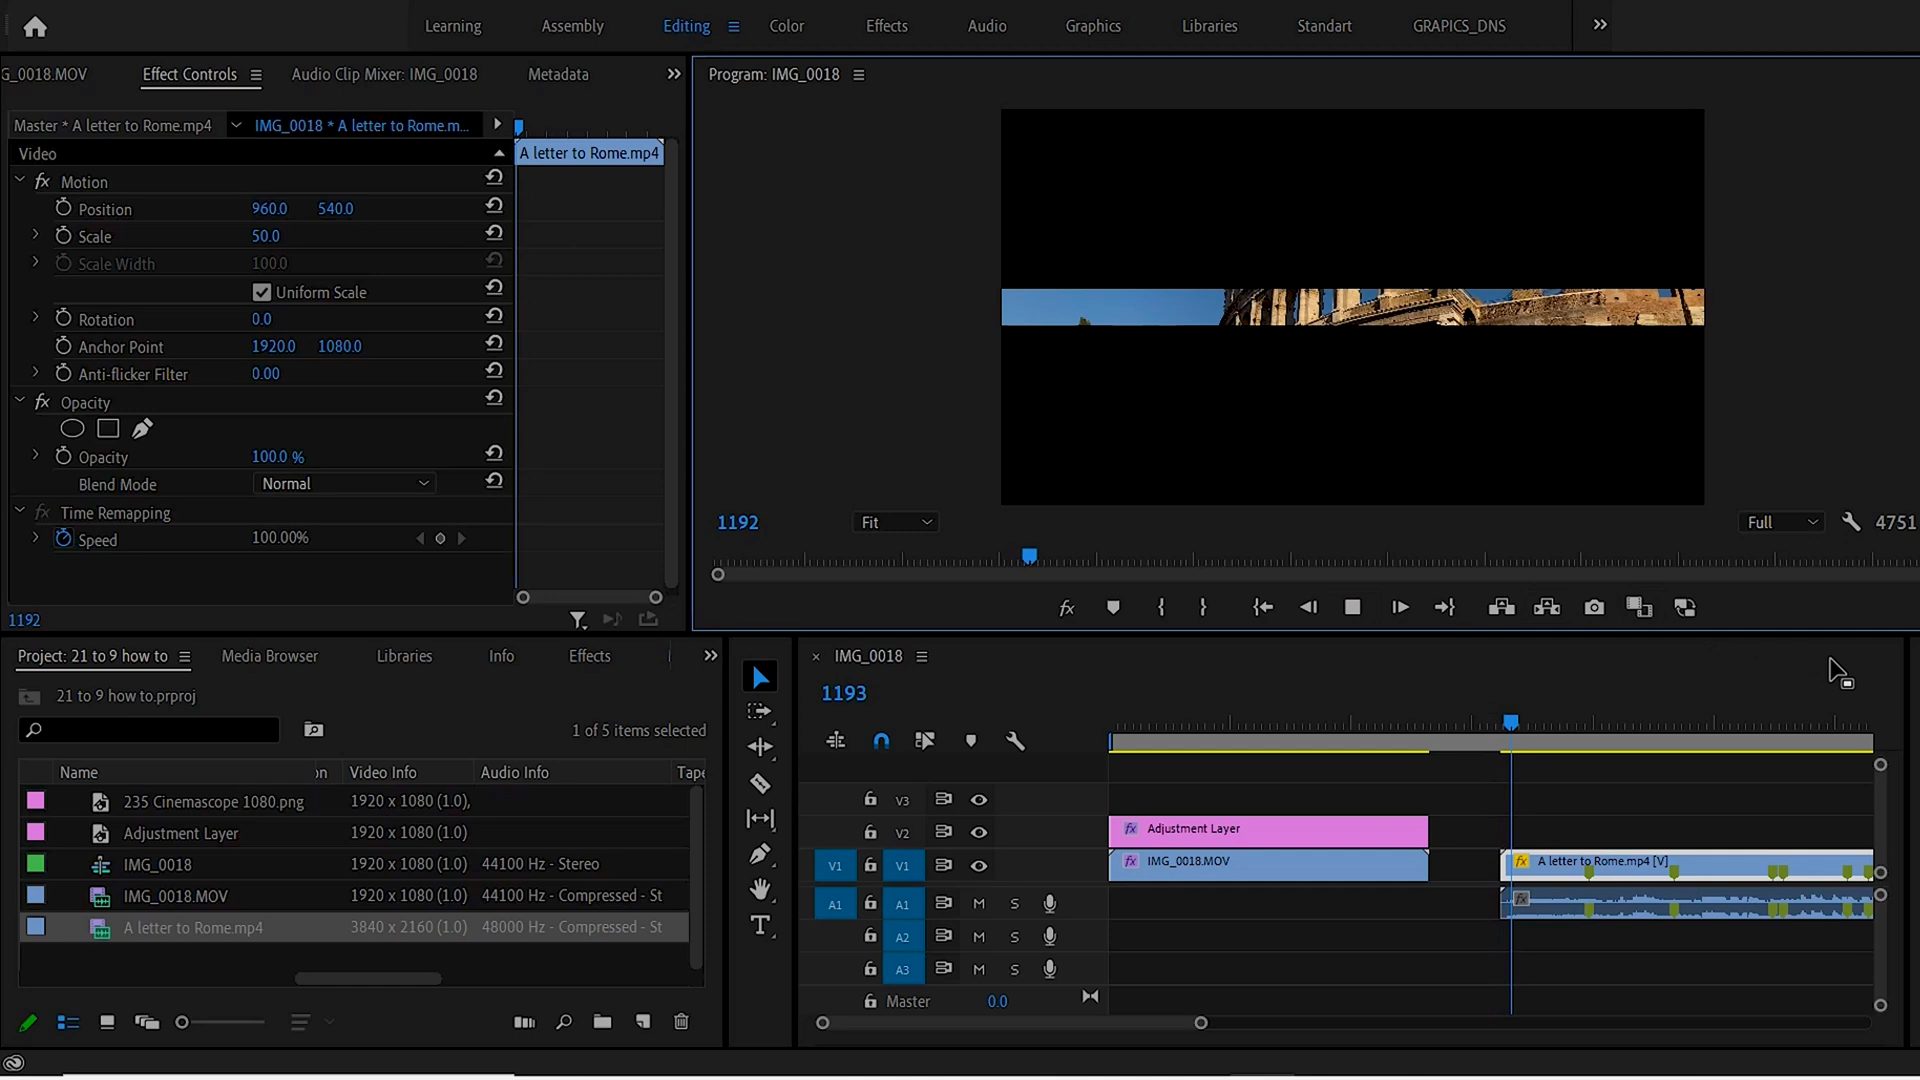 Learning Assembly Editing Color Effects Audio Graphics Libraries Standart GRAPICS_DNS
G_0018.MOV Effect Controls Audio Clip Mixer: IMG_0018 Metadata
Program: IMG_0018
Master * A letter to Rome.mp4 IMG_0018 * A letter to Rome.m...
Video
A letter to Rome.mp4
fx Motion
Position 960.0 540.0
Scale 50.0
Scale Width 100.0
Uniform Scale
Rotation 0.0
Anchor Point 1920.0 1080.0
Anti-flicker Filter 0.00
fx Opacity
Opacity 100.0 %
Blend Mode Normal
fx Time Remapping
Speed 100.00%
1192
1192 Fit Full 4751
fx
Project: 21 to 9 how to Media Browser Libraries Info Effects
21 to 9 how to.prproj
1 of 5 items selected
Name on Video Info Audio Info Tape
235 Cinemascope 1080.png 1920 x 1080 (1.0),
Adjustment Layer 1920 x 1080 (1.0)
IMG_0018 1920 x 1080 (1.0) 44100 Hz - Stereo
IMG_0018.MOV 1920 x 1080 (1.0) 44100 Hz - Compressed - St
A letter to Rome.mp4 3840 x 2160 (1.0) 48000 Hz - Compressed - St
× IMG_0018
1193
V3
V2
fx Adjustment Layer
V1 V1
fx IMG_0018.MOV
fx A letter to Rome.mp4 [V]
A1 A1 M S
fx
A2 M S
A3 M S
Master 0.0
T